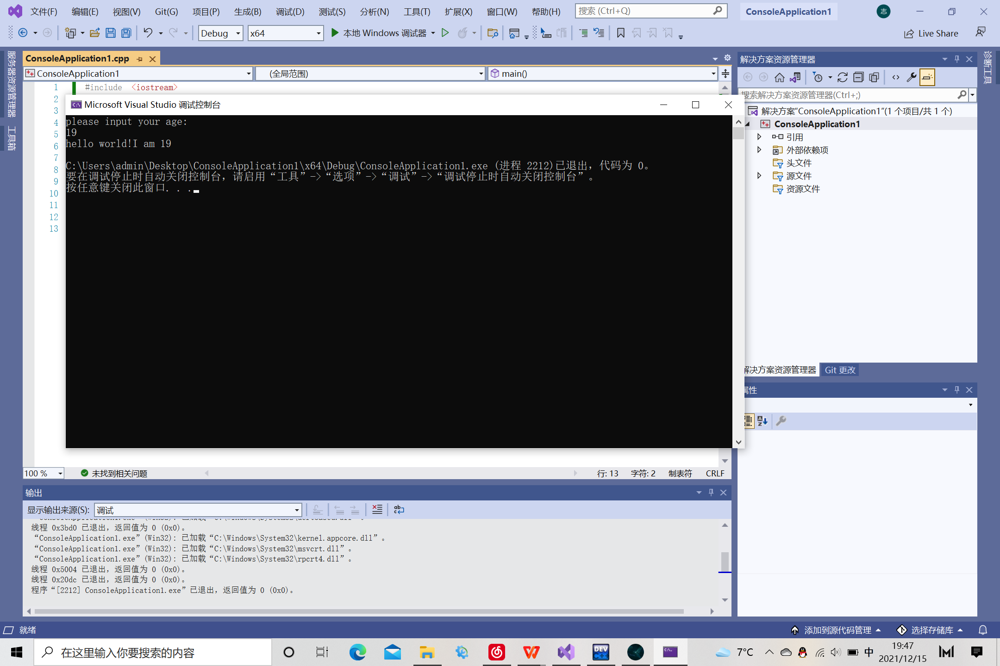 文件(F) 编辑(E) 视图(V) Git(G) 项目(P) 生成(B) 调试(D) 测试(S) 分析(N) 工具(T) 扩展(X) 窗口(W) 帮助(H) 搜索 (Ctrl+Q) ConsoleApplication1 志
Debug x64 本地 Windows 调试器 Live Share
服务器资源管理器
工具箱
ConsoleApplication1.cpp
ConsoleApplication1 (全局范围) main()
1 #include <iostream>
2
3
4
5
6
7
8
9
10
11
12
13
Microsoft Visual Studio 调试控制台
please input your age:
19
hello world!I am 19
C:\Users\admin\Desktop\ConsoleApplication1\x64\Debug\ConsoleApplication1.exe (进程 2212)已退出，代码为 0。
要在调试停止时自动关闭控制台，请启用“工具”->“选项”->“调试”->“调试停止时自动关闭控制台”。
按任意键关闭此窗口. . .
100 % 未找到相关问题 行: 13 字符: 2 制表符 CRLF
输出
显示输出来源(S): 调试
线程 0x3bd0 已退出，返回值为 0 (0x0)。
“ConsoleApplication1.exe”(Win32): 已加载“C:\Windows\System32\kernel.appcore.dll”。
“ConsoleApplication1.exe”(Win32): 已加载“C:\Windows\System32\msvcrt.dll”。
“ConsoleApplication1.exe”(Win32): 已加载“C:\Windows\System32\rpcrt4.dll”。
线程 0x5004 已退出，返回值为 0 (0x0)。
线程 0x20dc 已退出，返回值为 0 (0x0)。
程序“[2212] ConsoleApplication1.exe”已退出，返回值为 0 (0x0)。
解决方案资源管理器
搜索解决方案资源管理器(Ctrl+;)
解决方案“ConsoleApplication1”(1 个项目/共 1 个)
ConsoleApplication1
引用
外部依赖项
头文件
源文件
资源文件
解决方案资源管理器 Git 更改
属性
诊断工具
就绪 添加到源代码管理 选择存储库
在这里输入你要搜索的内容 DEV C++ 7°C 中 19:47
2021/12/15